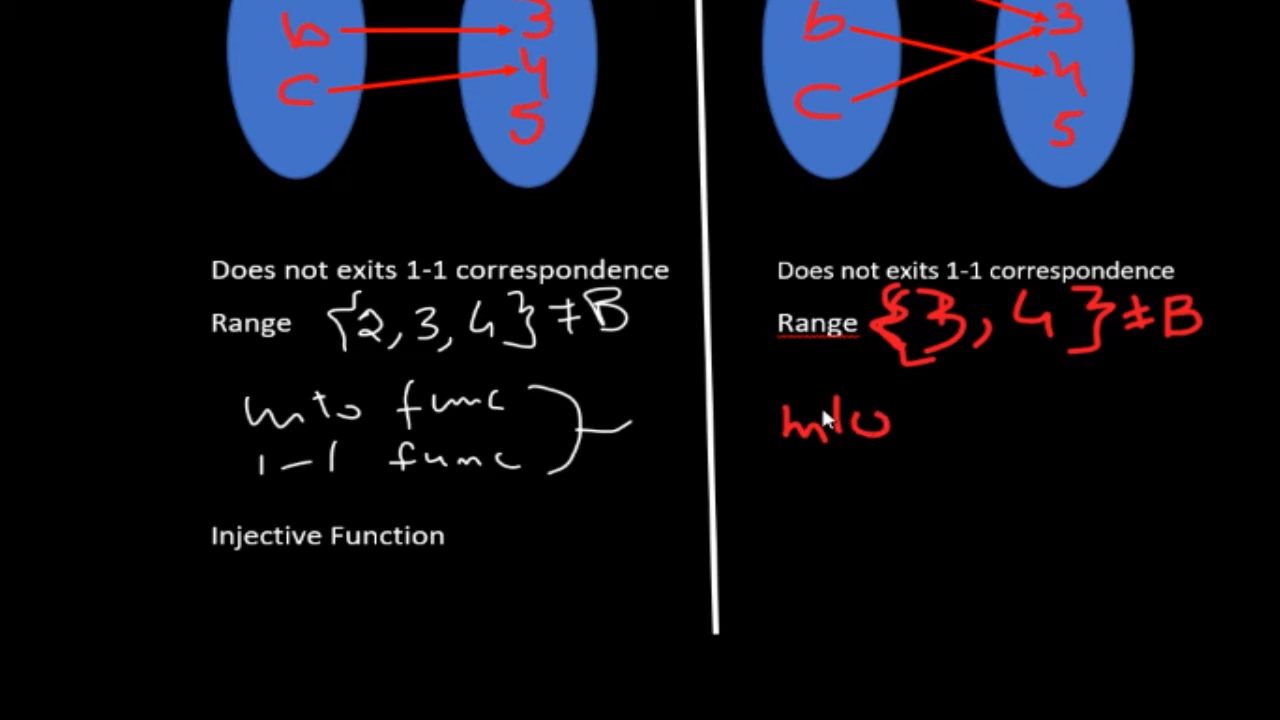 b 3
c 4
5
Does not exits 1-1 correspondence
Range {2, 3, 4} ≠ B
into func
1-1 func
Injective Function
b 3
c 4
5
Does not exits 1-1 correspondence
Range {3, 4} ≠ B
into